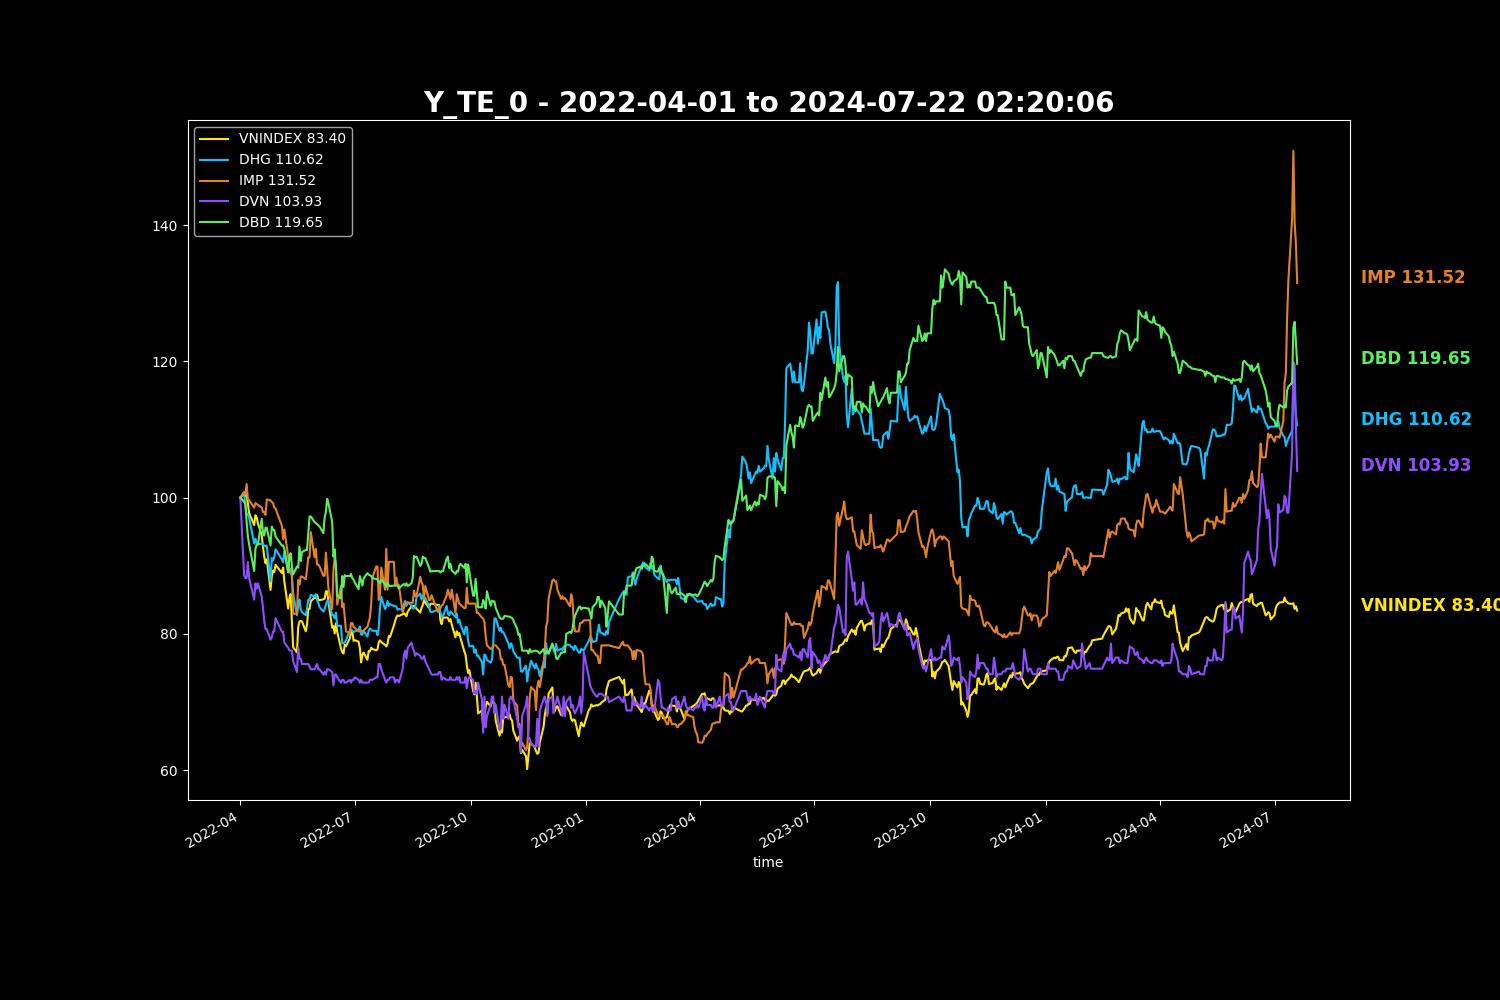 Y_TE_0 - 2022-04-01 to 2024-07-22 02:20:06
VNINDEX 83.40
DHG 110.62
IMP 131.52
DVN 103.93
DBD 119.65
140
120
100
80
60
IMP 131.52
DBD 119.65
DHG 110.62
DVN 103.93
VNINDEX 83.40
2022-04
2022-07
2022-10
2023-01
2023-04
2023-07
2023-10
2024-01
2024-04
2024-07
time